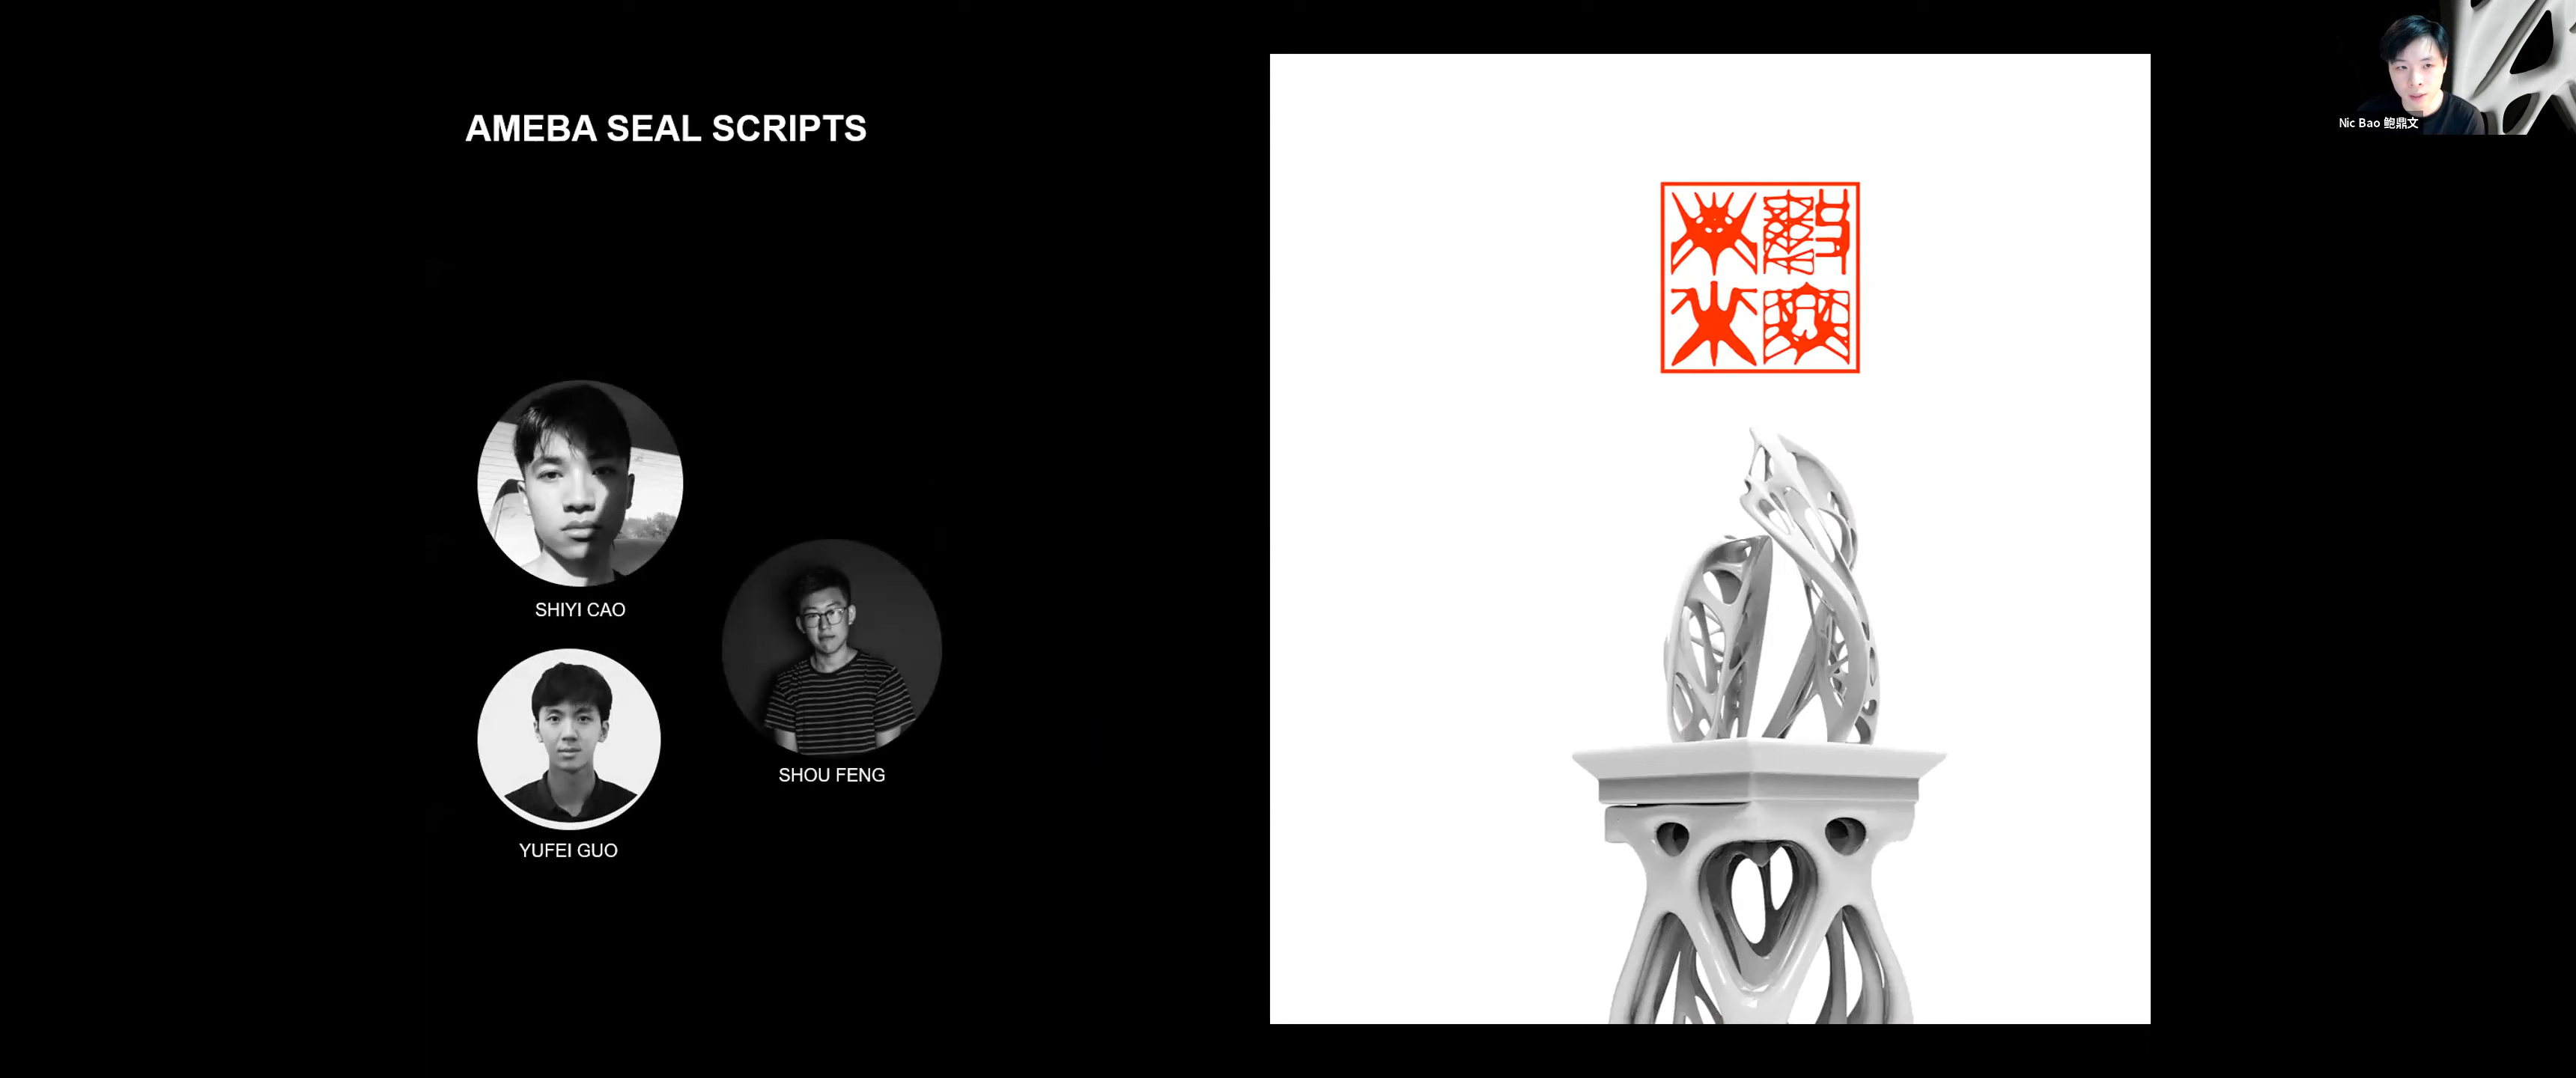 AMEBA SEAL SCRIPTS
SHIYI CAO
SHOU FENG
YUFEI GUO
Nic Bao 鲍鼎文